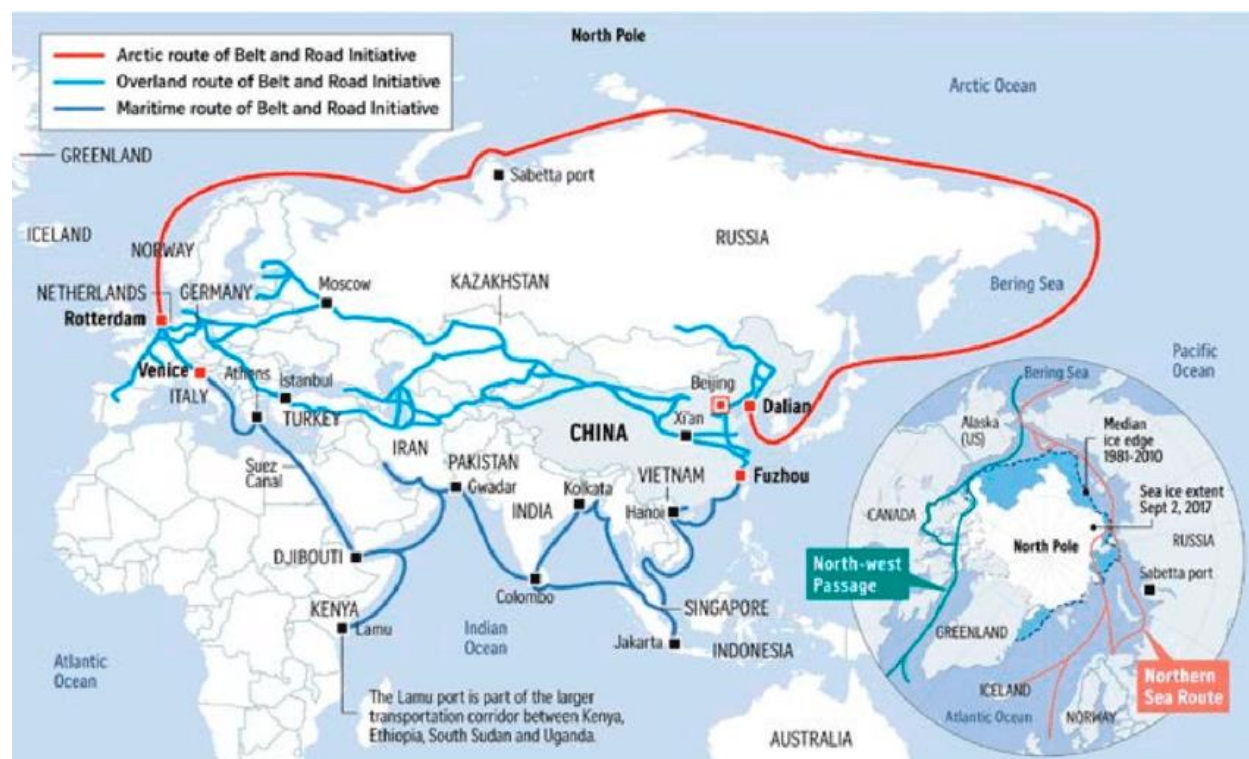 North Pole
Arctic route of Belt and Road Initiative
Overland route of Belt and Road Initiative
Maritime route of Belt and Road Initiative
Arctic Ocean
GREENLAND
Sabetta port
ICELAND
NORWAY
RUSSIA
NETHERLANDS
GERMANY
Moscow
KAZAKHSTAN
Bering Sea
Rotterdam
Pacific
Ocean
Venice
Athens
Istanbul
Beijing
ITALY
TURKEY
Xi'an
Dalian
CHINA
IRAN
PAKISTAN
Gwadar
Suez
Canal
INDIA
Kolkata
VIETNAM
Hanoi
Fuzhou
DJIBOUTI
KENYA
Lamu
Colombo
SINGAPORE
Indian
Ocean
Jakarta
INDONESIA
Atlantic
Ocean
The Lamu port is part of the larger
transportation corridor between Kenya,
Ethiopia, South Sudan and Uganda.
AUSTRALIA
Bering Sea
Alaska
(US)
Median
ice edge
1981-2010
Sea ice extent
Sept 2, 2017
CANADA
North Pole
RUSSIA
North-west
Passage
Sabetta port
GREENLAND
Northern
Sea Route
ICELAND
Atlantic Ocean
NORWAY